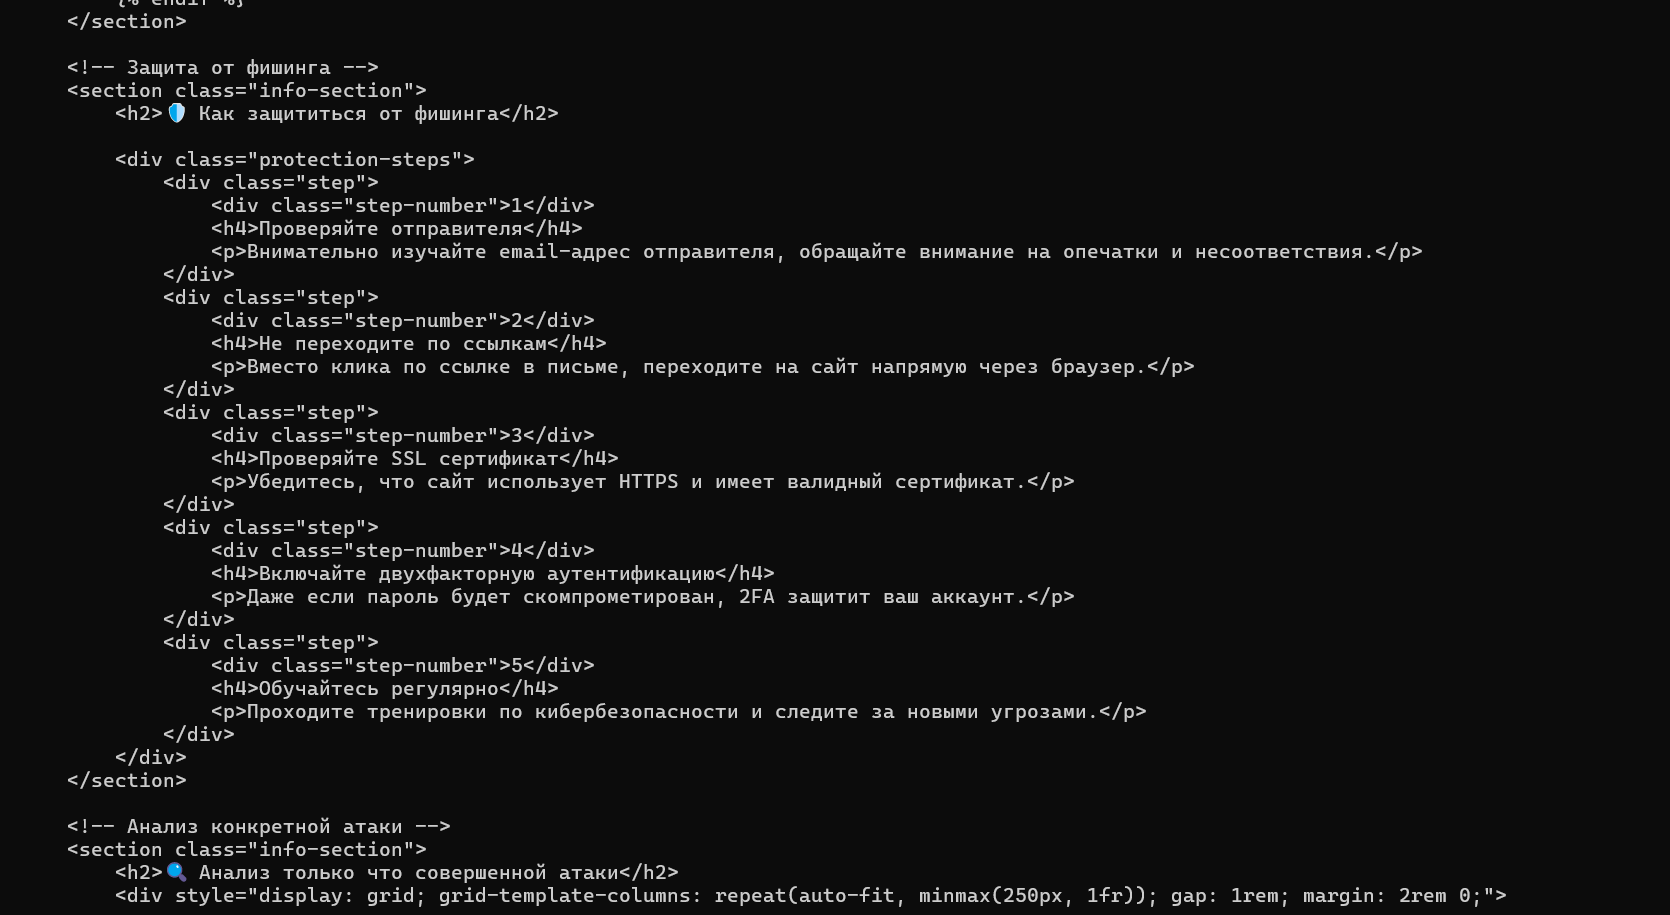 {% endif %}
</section>
<!-- Защита от фишинга -->
<section class="info-section">
<h2>🛡️ Как защититься от фишинга</h2>
<div class="protection-steps">
<div class="step">
<div class="step-number">1</div>
<h4>Проверяйте отправителя</h4>
<p>Внимательно изучайте email-адрес отправителя, обращайте внимание на опечатки и несоответствия.</p>
</div>
<div class="step">
<div class="step-number">2</div>
<h4>Не переходите по ссылкам</h4>
<p>Вместо клика по ссылке в письме, переходите на сайт напрямую через браузер.</p>
</div>
<div class="step">
<div class="step-number">3</div>
<h4>Проверяйте SSL сертификат</h4>
<p>Убедитесь, что сайт использует HTTPS и имеет валидный сертификат.</p>
</div>
<div class="step">
<div class="step-number">4</div>
<h4>Включайте двухфакторную аутентификацию</h4>
<p>Даже если пароль будет скомпрометирован, 2FA защитит ваш аккаунт.</p>
</div>
<div class="step">
<div class="step-number">5</div>
<h4>Обучайтесь регулярно</h4>
<p>Проходите тренировки по кибербезопасности и следите за новыми угрозами.</p>
</div>
</div>
</section>
<!-- Анализ конкретной атаки -->
<section class="info-section">
<h2>🔍 Анализ только что совершенной атаки</h2>
<div style="display: grid; grid-template-columns: repeat(auto-fit, minmax(250px, 1fr)); gap: 1rem; margin: 2rem 0;">